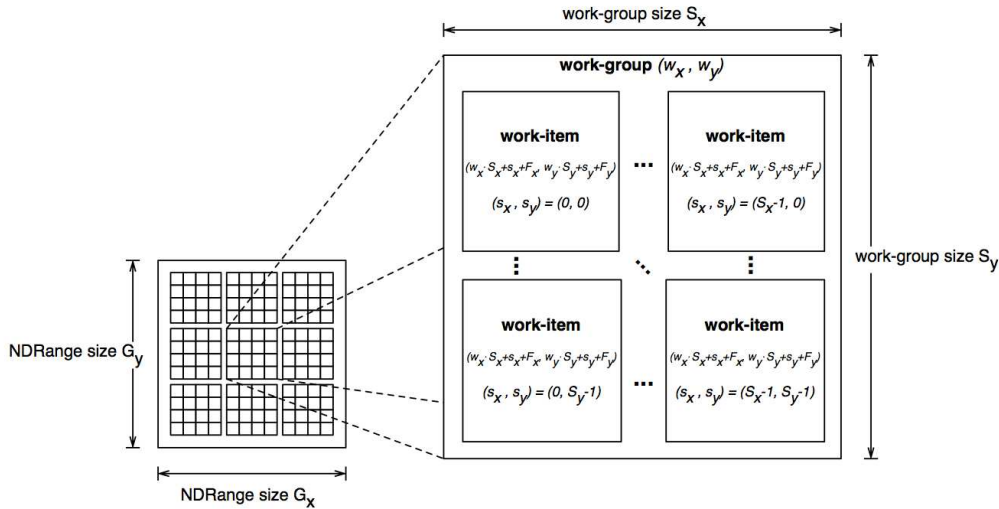 work-group size Sx
work-group (wx , wy)
work-item
(wx· Sx+sx+Fx, wy· Sy+sy+Fy)
(sx , sy) = (0, 0)
...
work-item
(wx· Sx+sx+Fx, wy· Sy+sy+Fy)
(sx , sy) = (Sx-1, 0)
work-group size Sy
work-item
(wx· Sx+sx+Fx, wy· Sy+sy+Fy)
(sx , sy) = (0, Sy-1)
...
work-item
(wx· Sx+sx+Fx, wy· Sy+sy+Fy)
(sx , sy) = (Sx-1, Sy-1)
NDRange size Gy
NDRange size Gx